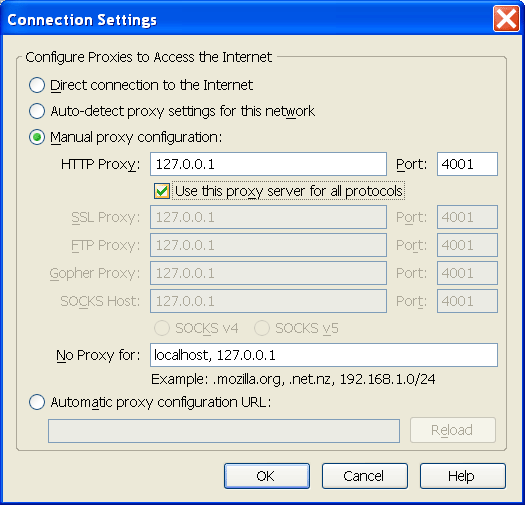 Connection Settings
Configure Proxies to Access the Internet
Direct connection to the Internet
Auto-detect proxy settings for this network
Manual proxy configuration:
HTTP Proxy: 127.0.0.1 Port: 4001
Use this proxy server for all protocols
SSL Proxy: 127.0.0.1 Port: 4001
FTP Proxy: 127.0.0.1 Port: 4001
Gopher Proxy: 127.0.0.1 Port: 4001
SOCKS Host: 127.0.0.1 Port: 4001
SOCKS v4 SOCKS v5
No Proxy for: localhost, 127.0.0.1
Example: .mozilla.org, .net.nz, 192.168.1.0/24
Automatic proxy configuration URL:
Reload
OK Cancel Help